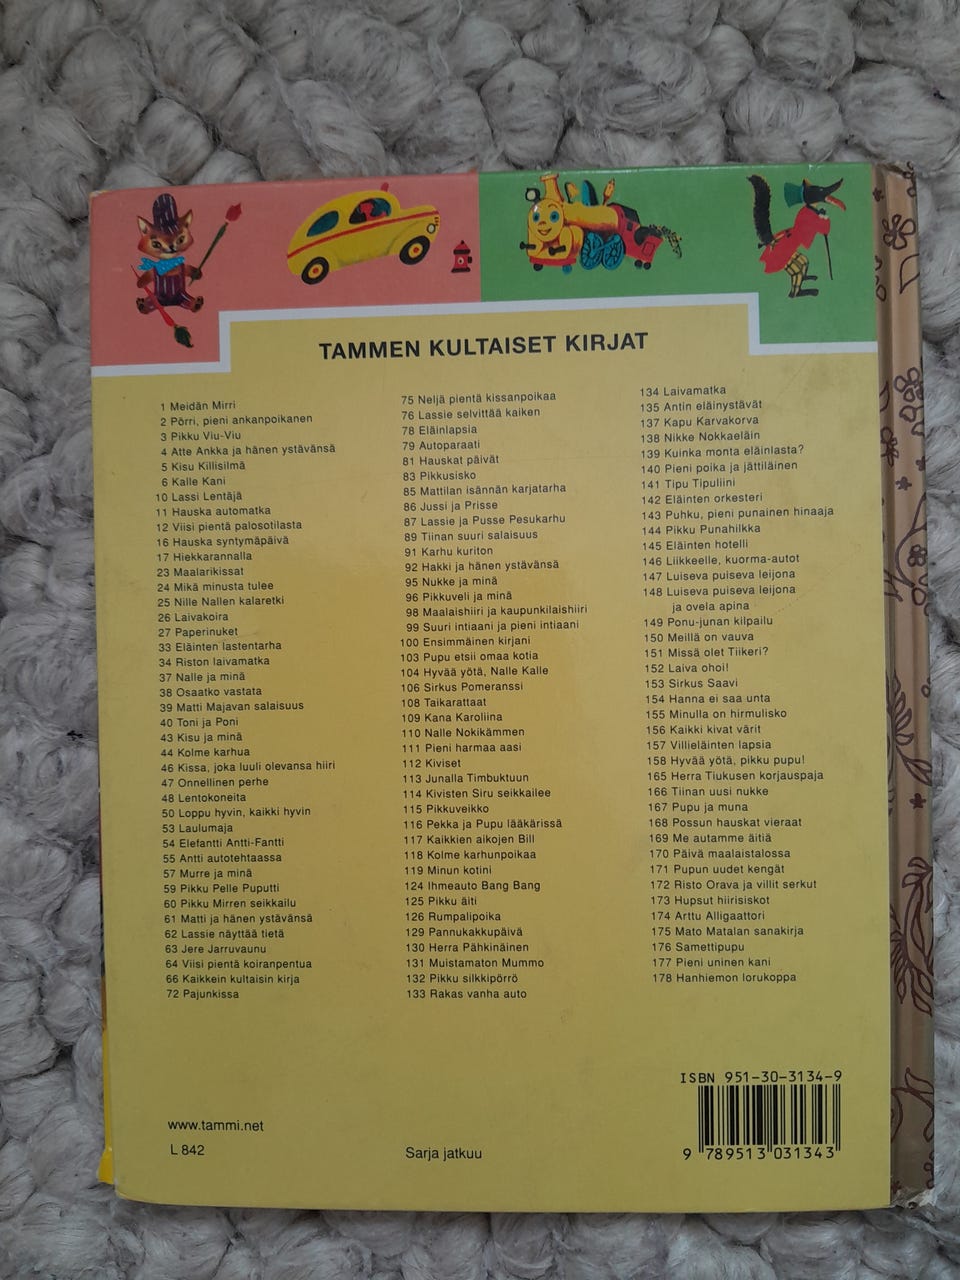 TAMMEN KULTAISET KIRJAT
1 Meidän Mirri
2 Pörri, pieni ankanpoikanen
3 Pikku Viu-Viu
4 Atte Ankka ja hänen ystävänsä
5 Kisu Killisilmä
6 Kalle Kani
10 Lassi Lentäjä
11 Hauska automatka
12 Viisi pientä palosotilasta
16 Hauska syntymäpäivä
17 Hiekkarannalla
23 Maalarikissat
24 Mikä minusta tulee
25 Nille Nallen kalaretki
26 Laivakoira
27 Paperinuket
33 Eläinten lastentarha
34 Riston laivamatka
37 Nalle ja minä
38 Osaatko vastata
39 Matti Majavan salaisuus
40 Toni ja Poni
43 Kisu ja minä
44 Kolme karhua
46 Kissa, joka luuli olevansa hiiri
47 Onnellinen perhe
48 Lentokoneita
50 Loppu hyvin, kaikki hyvin
53 Laulumaja
54 Elefantti Antti-Fantti
55 Antti autotehtaassa
57 Murre ja minä
59 Pikku Pelle Puputti
60 Pikku Mirren seikkailu
61 Matti ja hänen ystävänsä
62 Lassie näyttää tietä
63 Jere Jarruvaunu
64 Viisi pientä koiranpentua
66 Kaikkein kultaisin kirja
72 Pajunkissa
75 Neljä pientä kissanpoikaa
76 Lassie selvittää kaiken
78 Eläinlapsia
79 Autoparaati
81 Hauskat päivät
83 Pikkusisko
85 Mattilan isännän karjatarha
86 Jussi ja Prisse
87 Lassie ja Pusse Pesukarhu
89 Tiinan suuri salaisuus
91 Karhu kuriton
92 Hakki ja hänen ystävänsä
95 Nukke ja minä
96 Pikkuveli ja minä
98 Maalaishiiri ja kaupunkilaishiiri
99 Suuri intiaani ja pieni intiaani
100 Ensimmäinen kirjani
103 Pupu etsii omaa kotia
104 Hyvää yötä, Nalle Kalle
106 Sirkus Pomeranssi
108 Taikarattaat
109 Kana Karoliina
110 Nalle Nokikämmen
111 Pieni harmaa aasi
112 Kiviset
113 Junalla Timbuktuun
114 Kivisten Siru seikkailee
115 Pikkuveikko
116 Pekka ja Pupu lääkärissä
117 Kaikkien aikojen Bill
118 Kolme karhunpoikaa
119 Minun kotini
124 Ihmeauto Bang Bang
125 Pikku äiti
126 Rumpalipoika
129 Pannukakkupäivä
130 Herra Pähkinäinen
131 Muistamaton Mummo
132 Pikku silkkipörrö
133 Rakas vanha auto
134 Laivamatka
135 Antin eläinystävät
137 Kapu Karvakorva
138 Nikke Nokkaeläin
139 Kuinka monta eläinlasta?
140 Pieni poika ja jättiläinen
141 Tipu Tipuliini
142 Eläinten orkesteri
143 Puhku, pieni punainen hinaaja
144 Pikku Punahilkka
145 Eläinten hotelli
146 Liikkeelle, kuorma-autot
147 Luiseva puiseva leijona
148 Luiseva puiseva leijona
ja ovela apina
149 Ponu-junan kilpailu
150 Meillä on vauva
151 Missä olet Tiikeri?
152 Laiva ohoi!
153 Sirkus Saavi
154 Hanna ei saa unta
155 Minulla on hirmulisko
156 Kaikki kivat värit
157 Villieläinten lapsia
158 Hyvää yötä, pikku pupu!
165 Herra Tiukusen korjauspaja
166 Tiinan uusi nukke
167 Pupu ja muna
168 Possun hauskat vieraat
169 Me autamme äitiä
170 Päivä maalaistalossa
171 Pupun uudet kengät
172 Risto Orava ja villit serkut
173 Hupsut hiirisiskot
174 Arttu Alligaattori
175 Mato Matalan sanakirja
176 Samettipupu
177 Pieni uninen kani
178 Hanhiemon lorukoppa
ISBN 951-30-3134-9
9 789513 031343
www.tammi.net
L 842
Sarja jatkuu